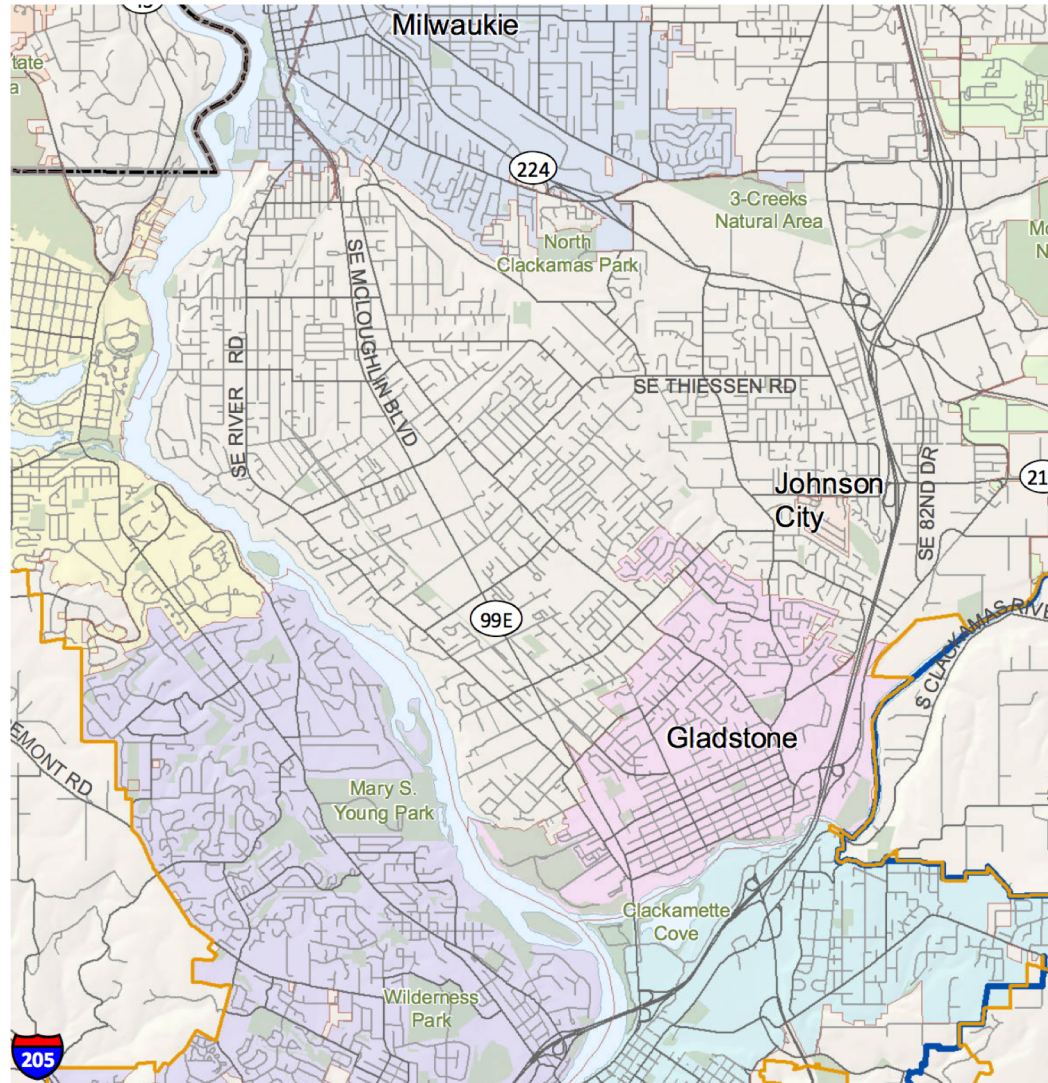 Milwaukie
224
3-Creeks
Natural Area
North
Clackamas Park
SE MCLOUGHLIN BLVD
SE RIVER RD
SE THIESSEN RD
Johnson
City
SE 82ND DR
99E
S CLACKAMAS RIVE
Gladstone
EMONT RD
Mary S.
Young Park
Clackamette
Cove
Wilderness
Park
205